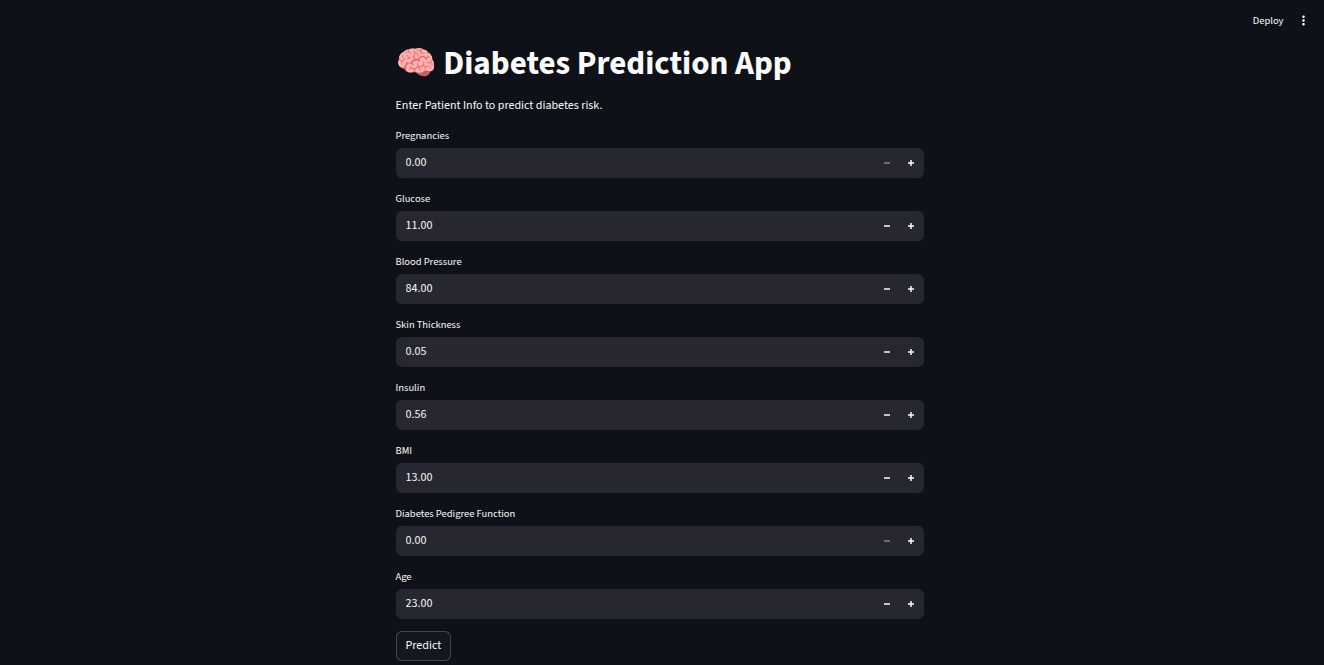 Deploy
Diabetes Prediction App
Enter Patient Info to predict diabetes risk.
Pregnancies
0.00
Glucose
11.00
Blood Pressure
84.00
Skin Thickness
0.05
Insulin
0.56
BMI
13.00
Diabetes Pedigree Function
0.00
Age
23.00
Predict